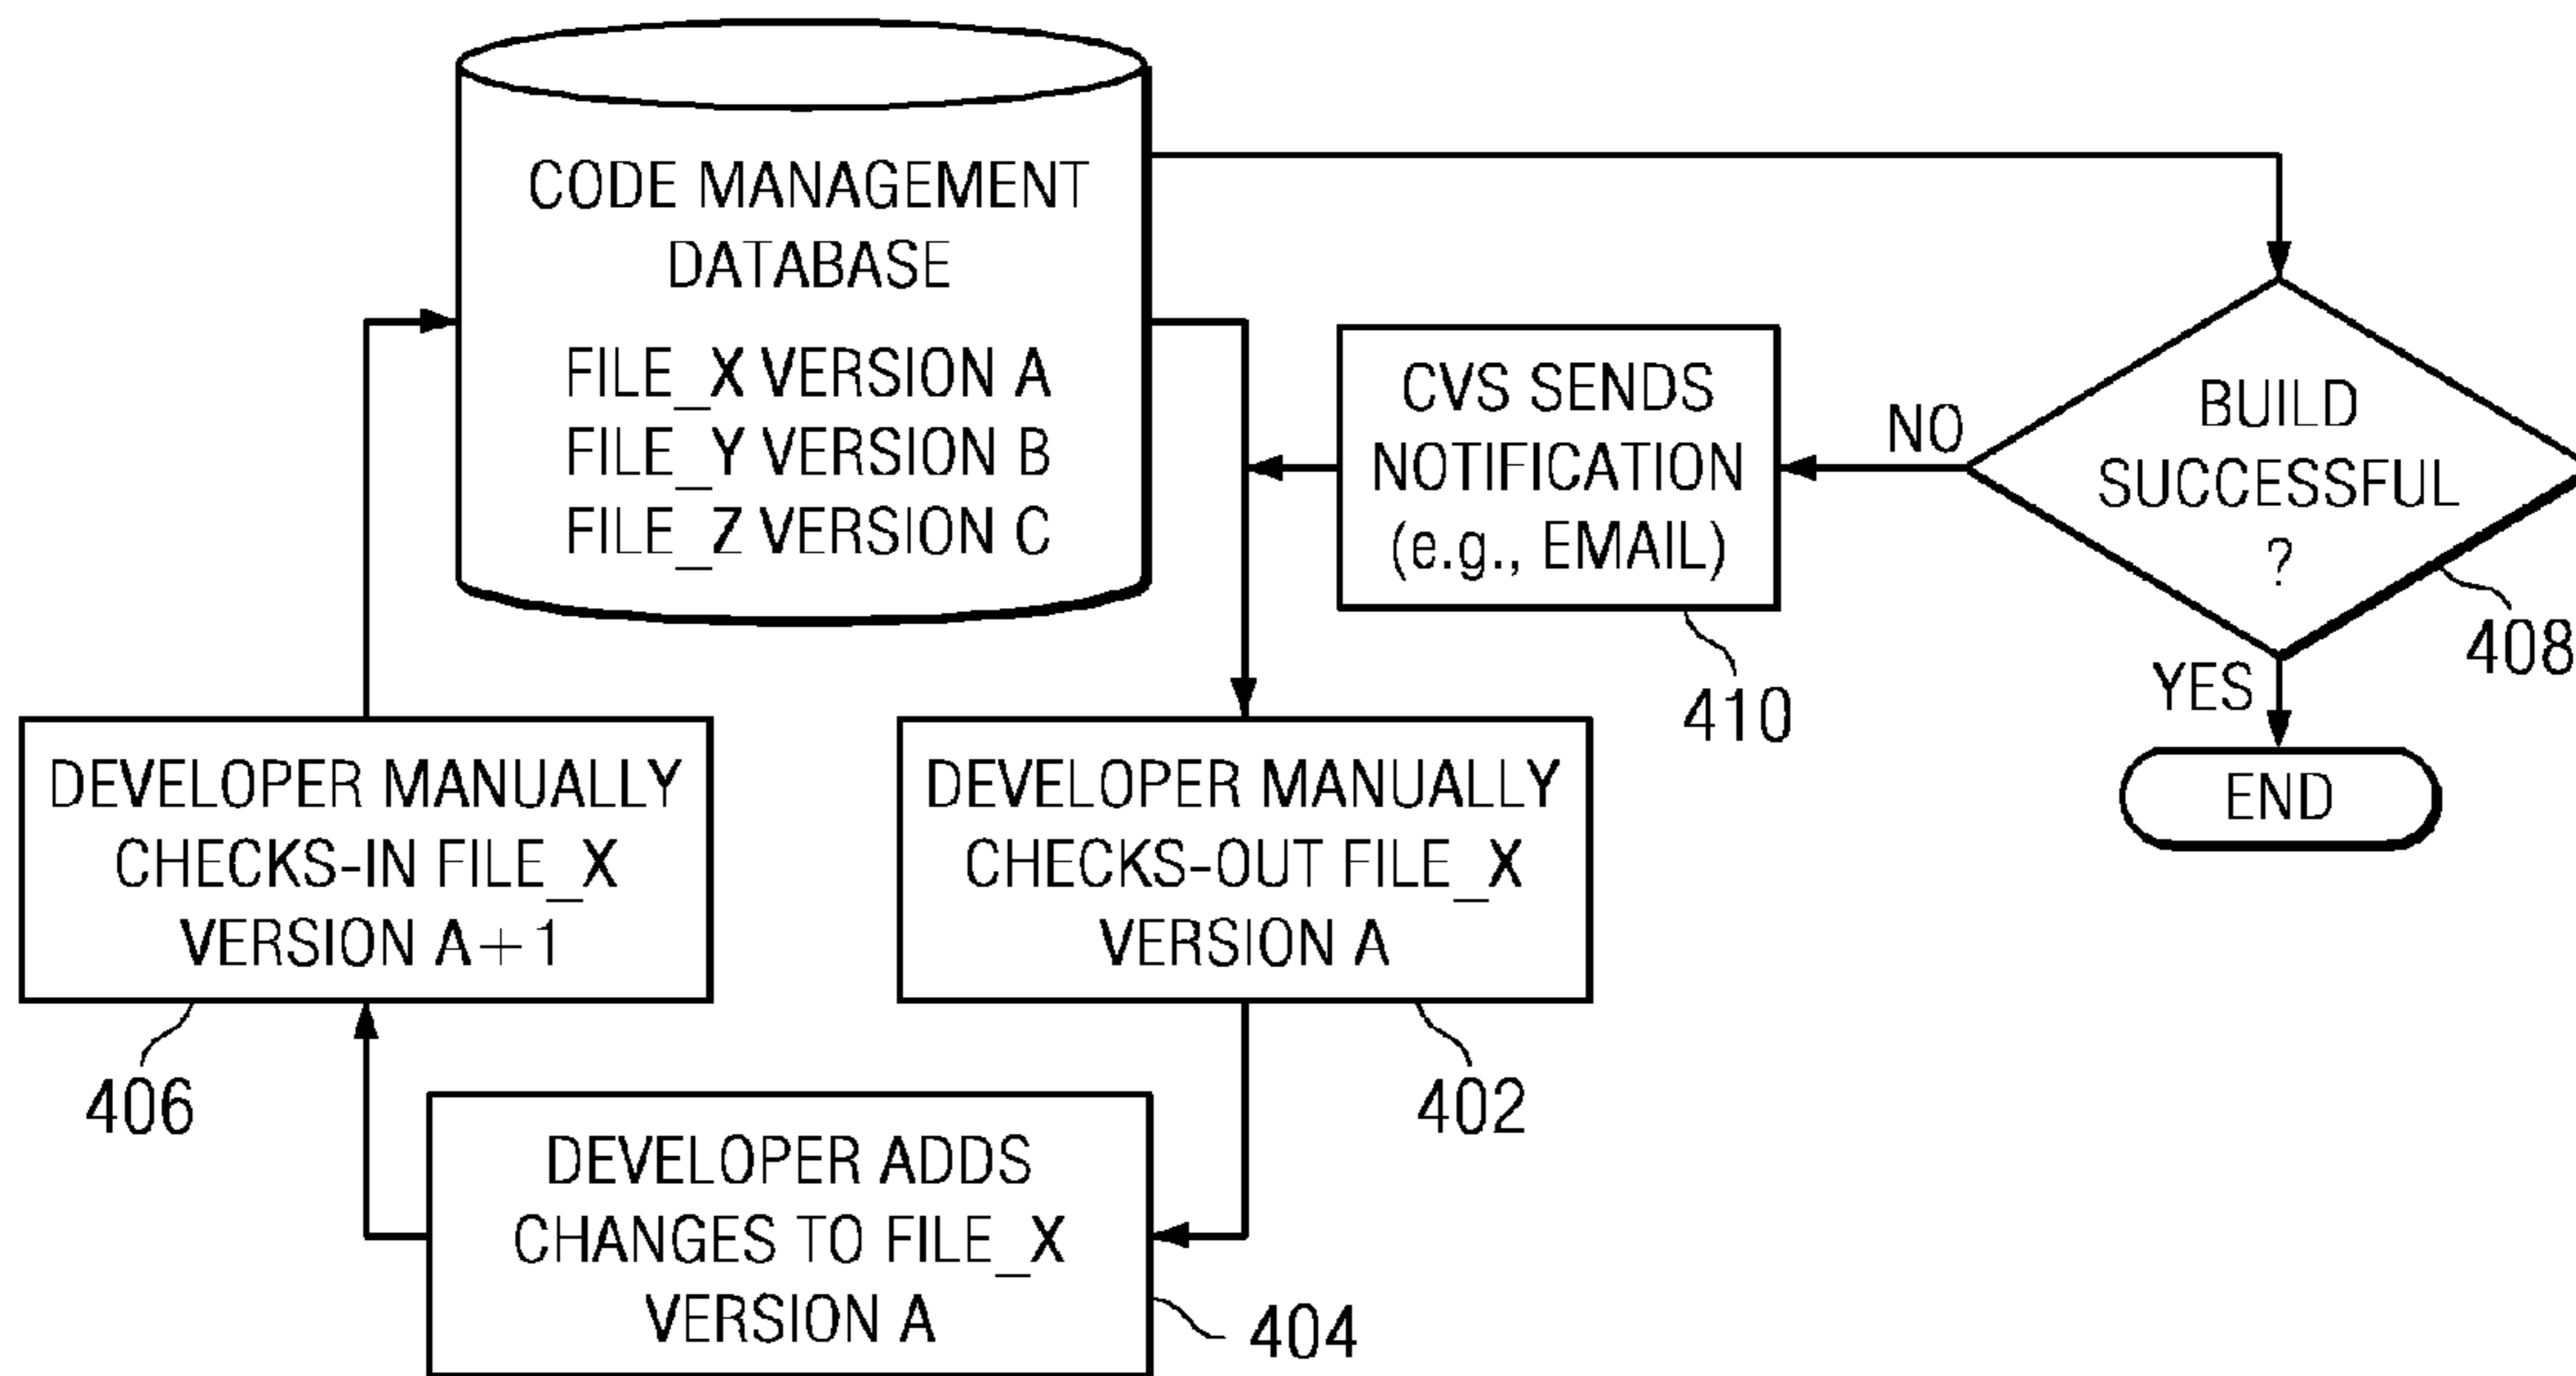 CODE MANAGEMENT
DATABASE
FILE_X VERSION A
FILE_Y VERSION B
FILE_Z VERSION C
CVS SENDS
NOTIFICATION
(e.g., EMAIL)
410
NO
BUILD
SUCCESSFUL
?
408
YES
END
DEVELOPER MANUALLY
CHECKS-IN FILE_X
VERSION A+1
406
DEVELOPER MANUALLY
CHECKS-OUT FILE_X
VERSION A
402
DEVELOPER ADDS
CHANGES TO FILE_X
VERSION A
404